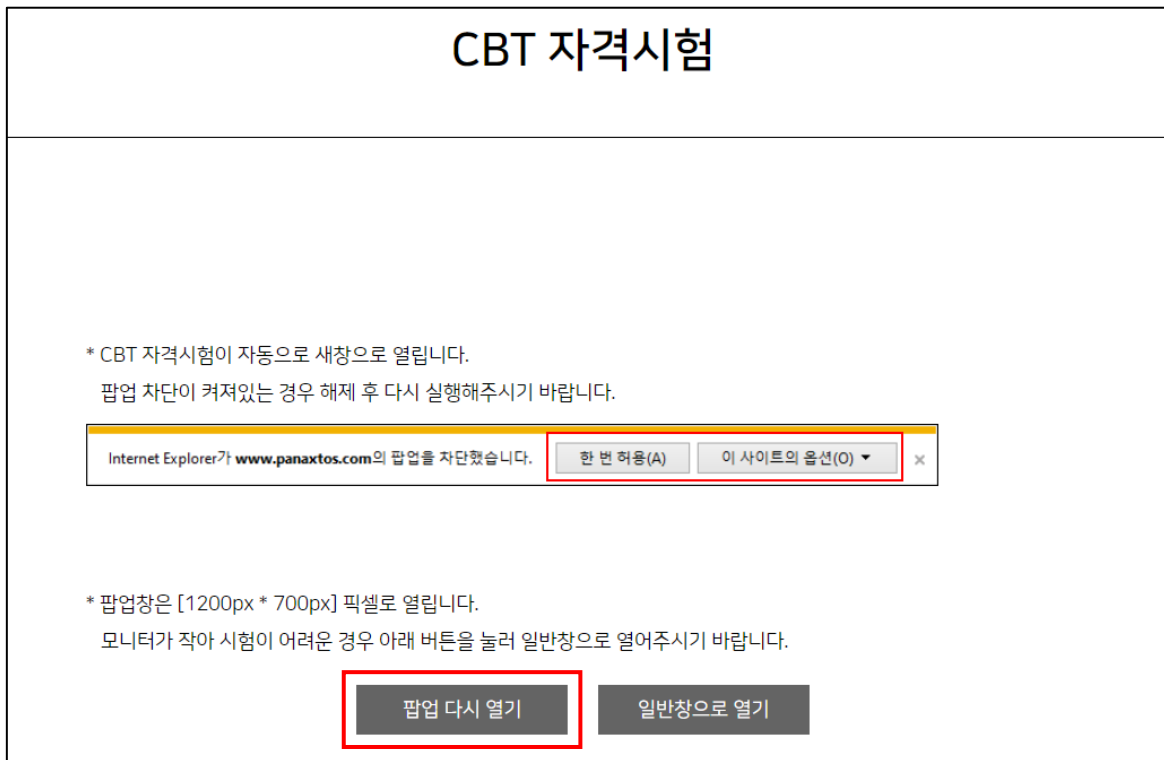 CBT 자격시험
* CBT 자격시험이 자동으로 새창으로 열립니다.
팝업 차단이 켜져있는 경우 해제 후 다시 실행해주시기 바랍니다.
Internet Explorer가 www.panaxtos.com의 팝업을 차단했습니다. 한 번 허용(A) 이 사이트의 옵션(O) ▼ ×
* 팝업창은 [1200px * 700px] 픽셀로 열립니다.
모니터가 작아 시험이 어려운 경우 아래 버튼을 눌러 일반창으로 열어주시기 바랍니다.
팝업 다시 열기 일반창으로 열기